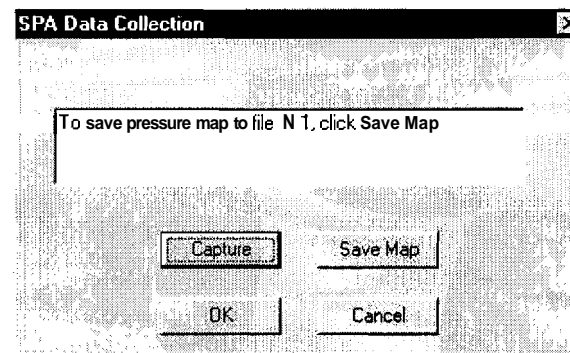 SPA Data Collection
To save pressure map to file N 1, click Save Map
Capture
Save Map
OK
Cancel